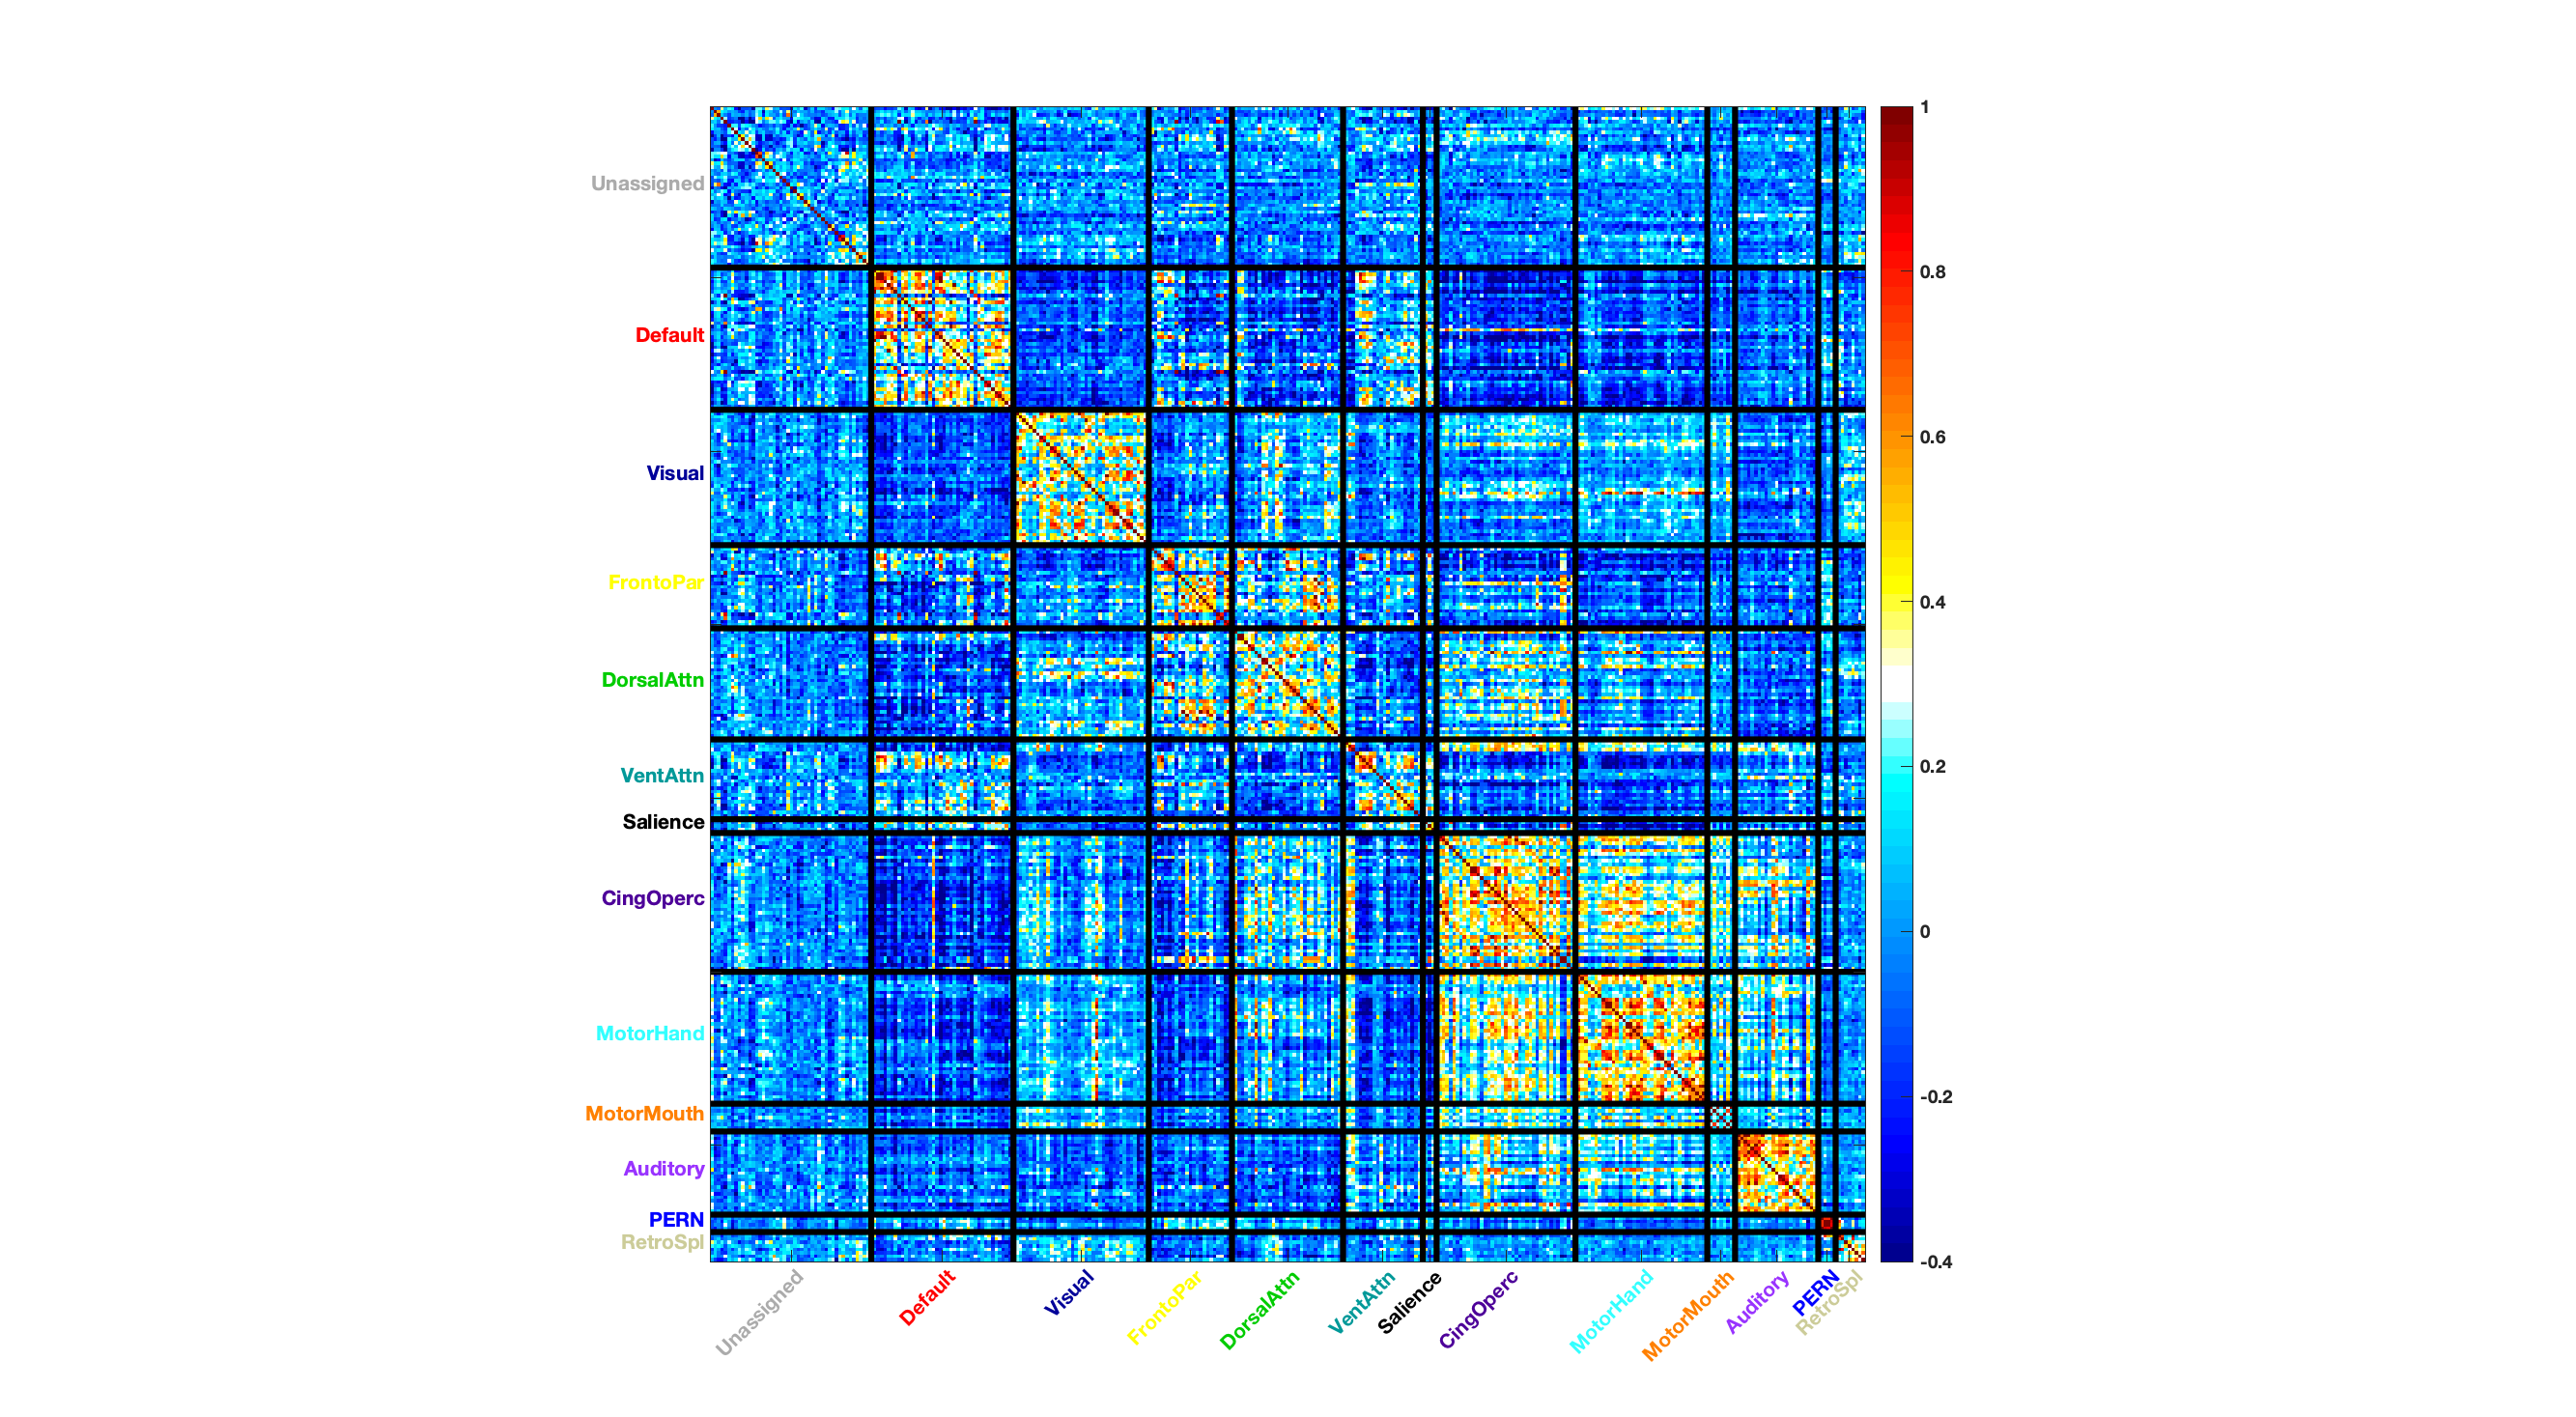 Unassigned
Default
Visual
FrontoPar
DorsalAttn
VentAttn
Salience
CingOperc
MotorHand
MotorMouth
Auditory
PERN
RetroSpl
Unassigned
Default
Visual
FrontoPar
DorsalAttn
VentAttn
Salience
CingOperc
MotorHand
MotorMouth
Auditory
PERN
RetroSpl
1
0.8
0.6
0.4
0.2
0
-0.2
-0.4